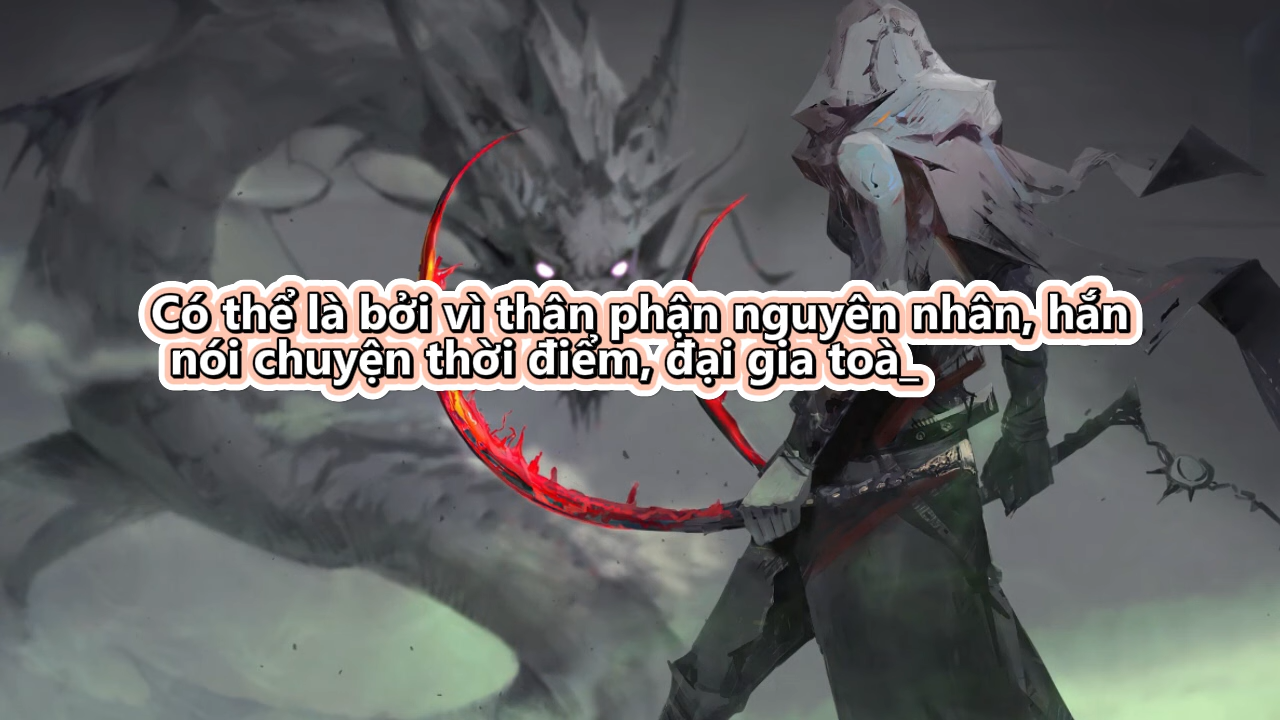 Có thể là bởi vì thân phận nguyên nhân, hắn
nói chuyện thời điểm, đại gia toà_